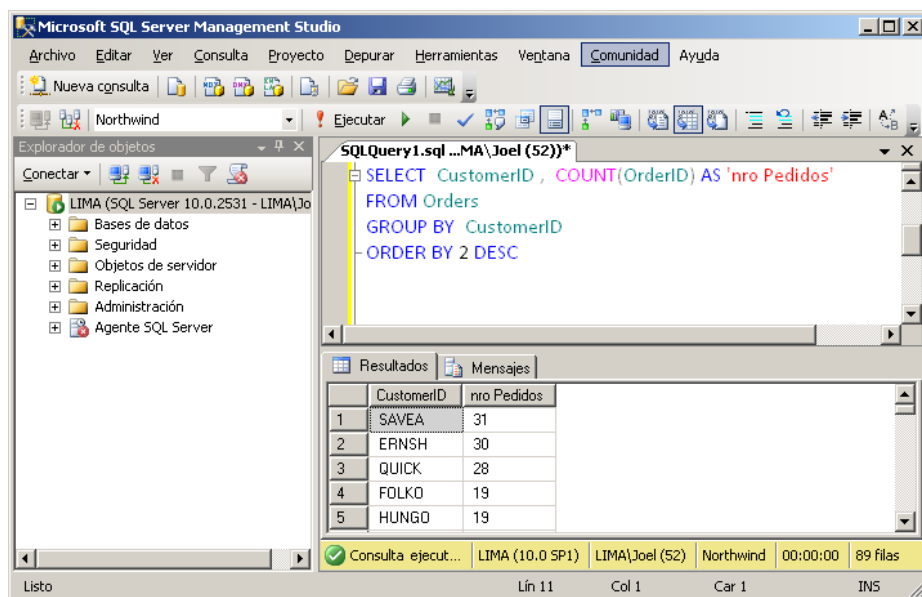 Microsoft SQL Server Management Studio
Archivo Editar Ver Consulta Proyecto Depurar Herramientas Ventana Comunidad Ayuda
Nueva consulta
Northwind Ejecutar
Explorador de objetos
SQLQuery1.sql ...MA\Joel (52))*
Conectar
LIMA (SQL Server 10.0.2531 - LIMA\Jo
Bases de datos
Seguridad
Objetos de servidor
Replicación
Administración
Agente SQL Server
SELECT CustomerID , COUNT(OrderID) AS 'nro Pedidos'
FROM Orders
GROUP BY CustomerID
ORDER BY 2 DESC
Resultados Mensajes
CustomerID nro Pedidos
1 SAVEA 31
2 ERNSH 30
3 QUICK 28
4 FOLKO 19
5 HUNGO 19
Consulta ejecut... LIMA (10.0 SP1) LIMA\Joel (52) Northwind 00:00:00 89 filas
Listo Lín 11 Col 1 Car 1 INS